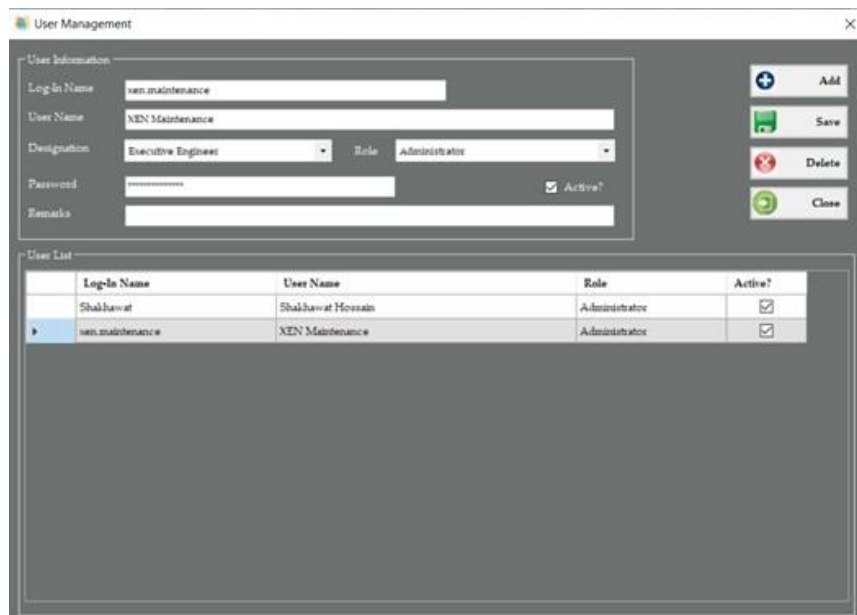 User Management
User Information
Log-In Name xen.maintenance
User Name XEN Maintenance
Designation Executive Engineer Role Administrator
Password **************
Active?
Remarks
Add
Save
Delete
Close
User List
Log-In Name User Name Role Active?
Shakhawat Shakhawat Hossain Administrator
xen.maintenance XEN Maintenance Administrator